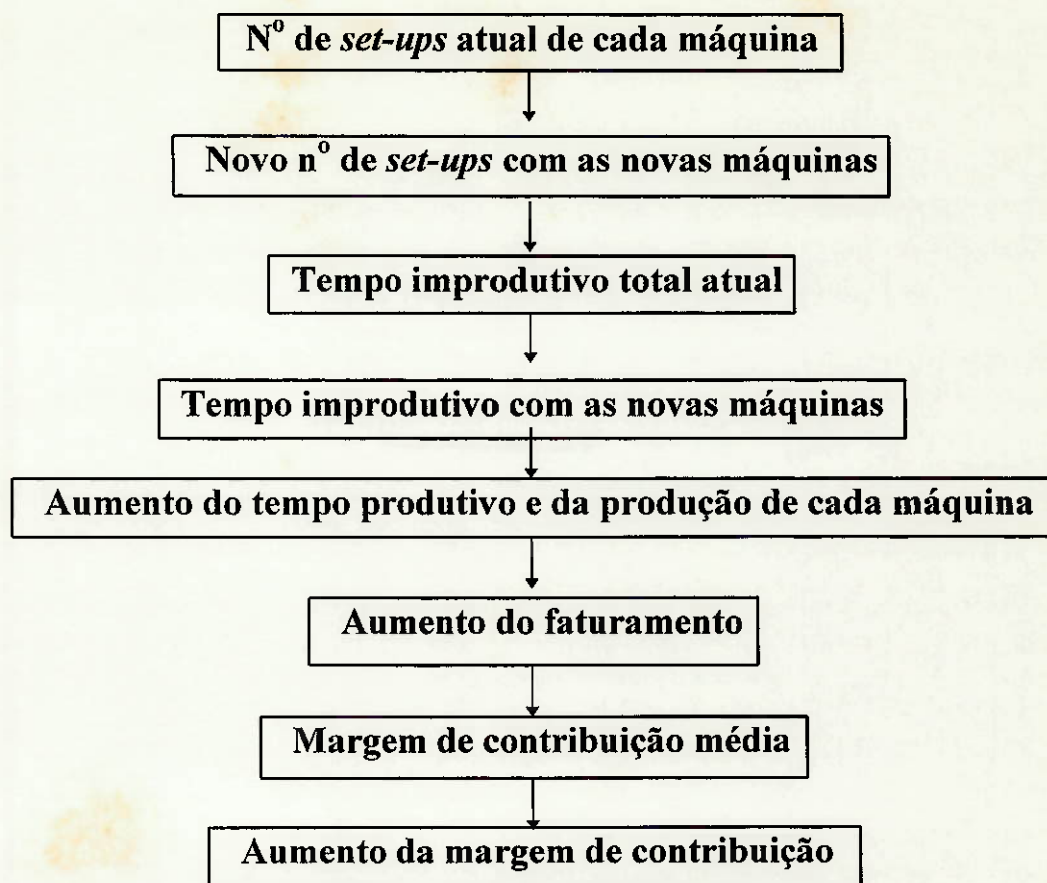 Nº de set-ups atual de cada máquina
Novo nº de set-ups com as novas máquinas
Tempo improdutivo total atual
Tempo improdutivo com as novas máquinas
Aumento do tempo produtivo e da produção de cada máquina
Aumento do faturamento
Margem de contribuição média
Aumento da margem de contribuição